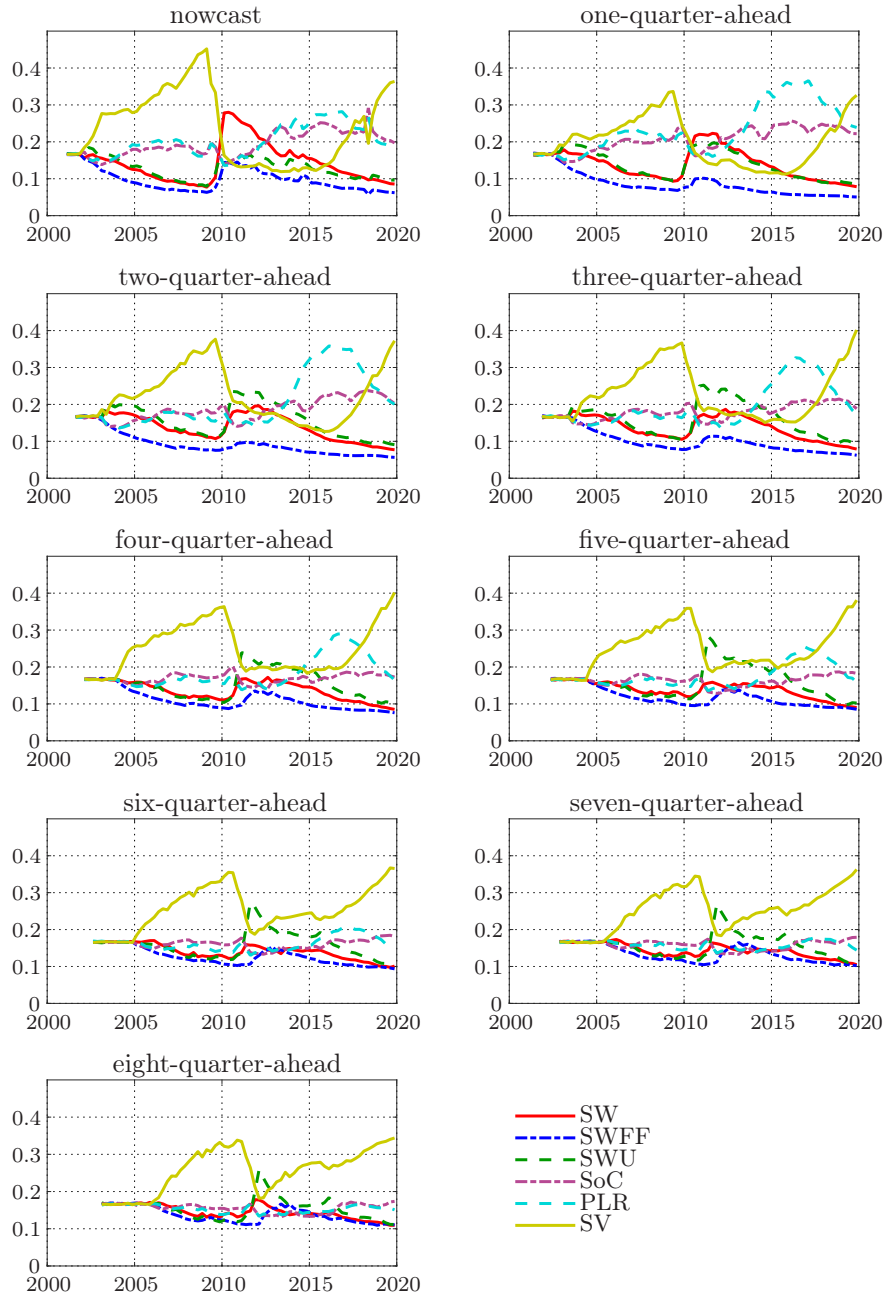 nowcast
one-quarter-ahead
0.4
0.3
0.2
0.1
0
2000 2005 2010 2015 2020
0.4
0.3
0.2
0.1
0
2000 2005 2010 2015 2020
two-quarter-ahead
three-quarter-ahead
0.4
0.3
0.2
0.1
0
2000 2005 2010 2015 2020
0.4
0.3
0.2
0.1
0
2000 2005 2010 2015 2020
four-quarter-ahead
five-quarter-ahead
0.4
0.3
0.2
0.1
0
2000 2005 2010 2015 2020
0.4
0.3
0.2
0.1
0
2000 2005 2010 2015 2020
six-quarter-ahead
seven-quarter-ahead
0.4
0.3
0.2
0.1
0
2000 2005 2010 2015 2020
0.4
0.3
0.2
0.1
0
2000 2005 2010 2015 2020
eight-quarter-ahead
0.4
0.3
0.2
0.1
0
2000 2005 2010 2015 2020
SW
SWFF
SWU
SoC
PLR
SV